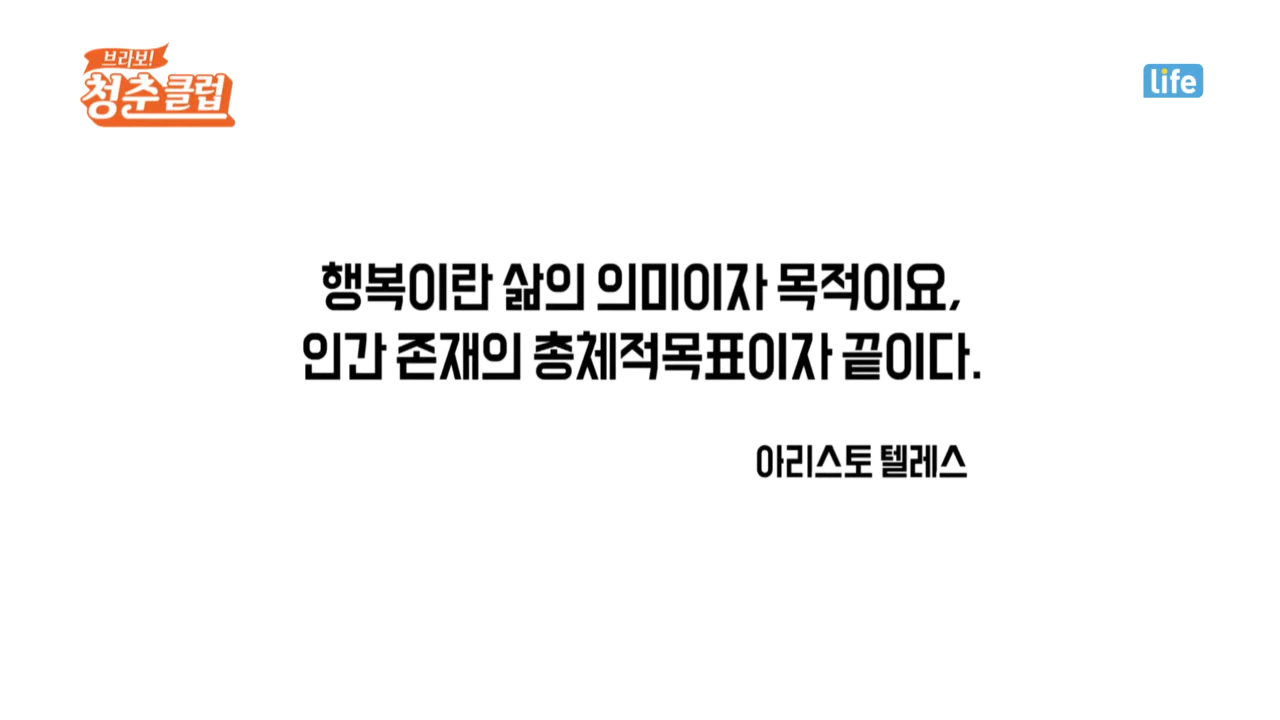 브라보!
청춘클럽
life
행복이란 삶의 의미이자 목적이요,
인간 존재의 총체적목표이자 끝이다.
아리스토 텔레스